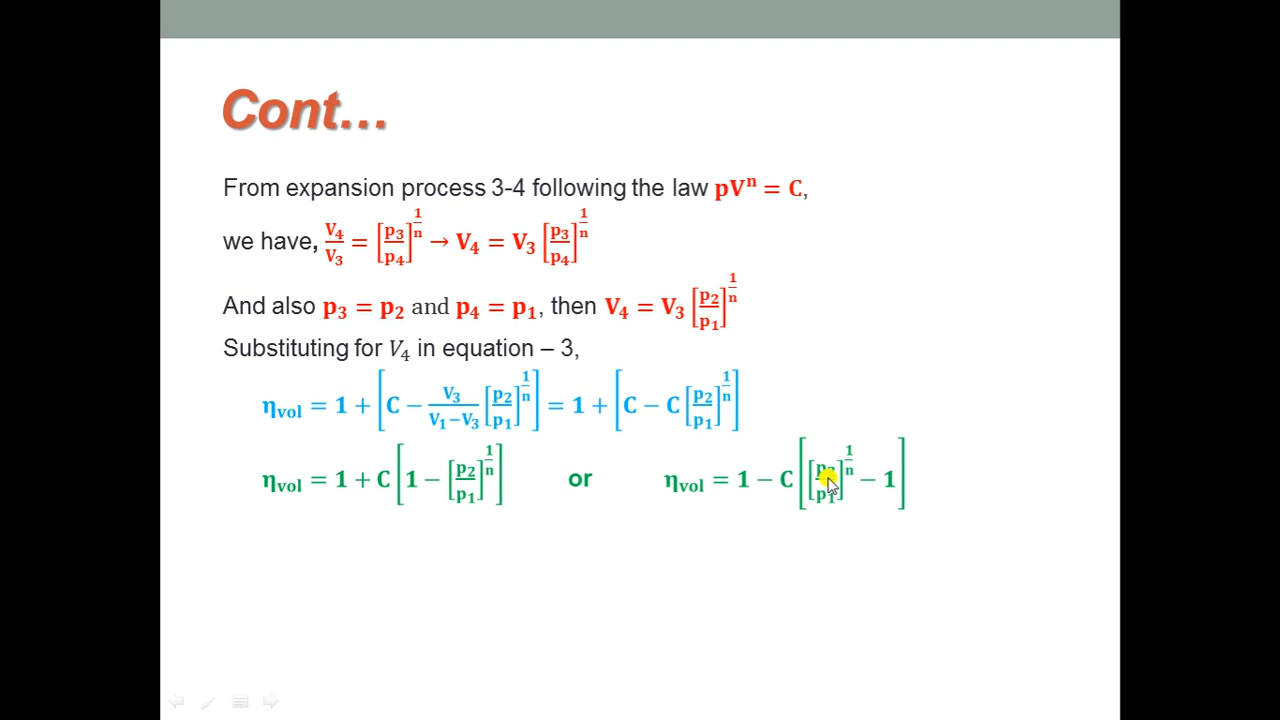 Cont…
From expansion process 3-4 following the law pVⁿ = C,
we have, V₄/V₃ = [p₃/p₄]^(1/n) → V₄ = V₃ [p₃/p₄]^(1/n)
And also p₃ = p₂ and p₄ = p₁, then V₄ = V₃ [p₂/p₁]^(1/n)
Substituting for V₄ in equation – 3,
η_vol = 1 + [C − V₃/(V₁−V₃) [p₂/p₁]^(1/n)] = 1 + [C − C [p₂/p₁]^(1/n)]
η_vol = 1 + C [1 − [p₂/p₁]^(1/n)] or η_vol = 1 − C [[p₂/p₁]^(1/n) − 1]